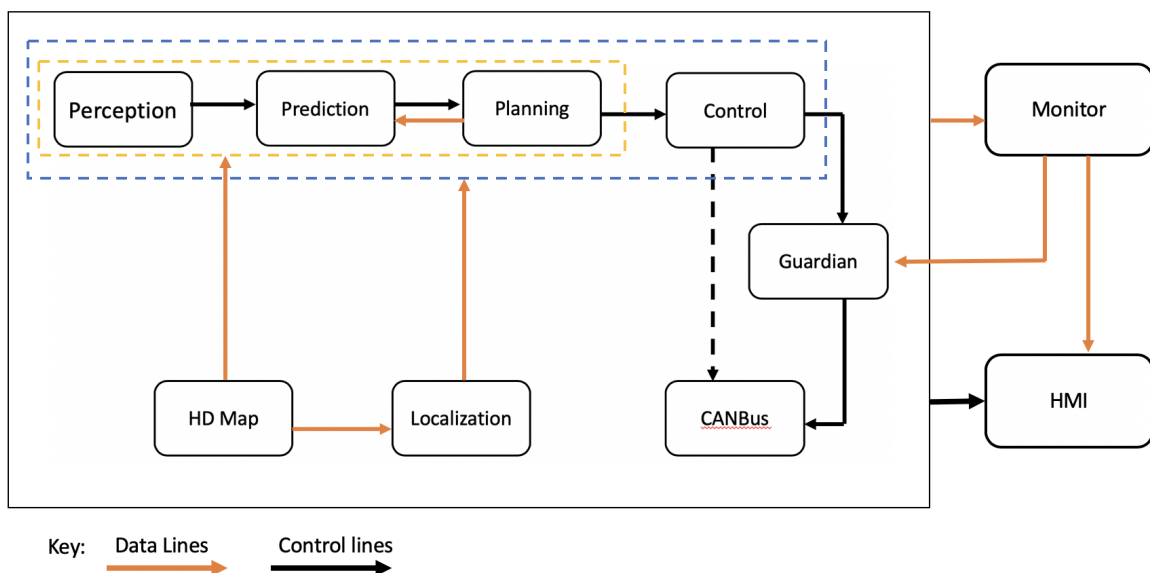 Perception
Prediction
Planning
Control
Monitor
Guardian
HD Map
Localization
CANBus
HMI
Key: Data Lines Control lines